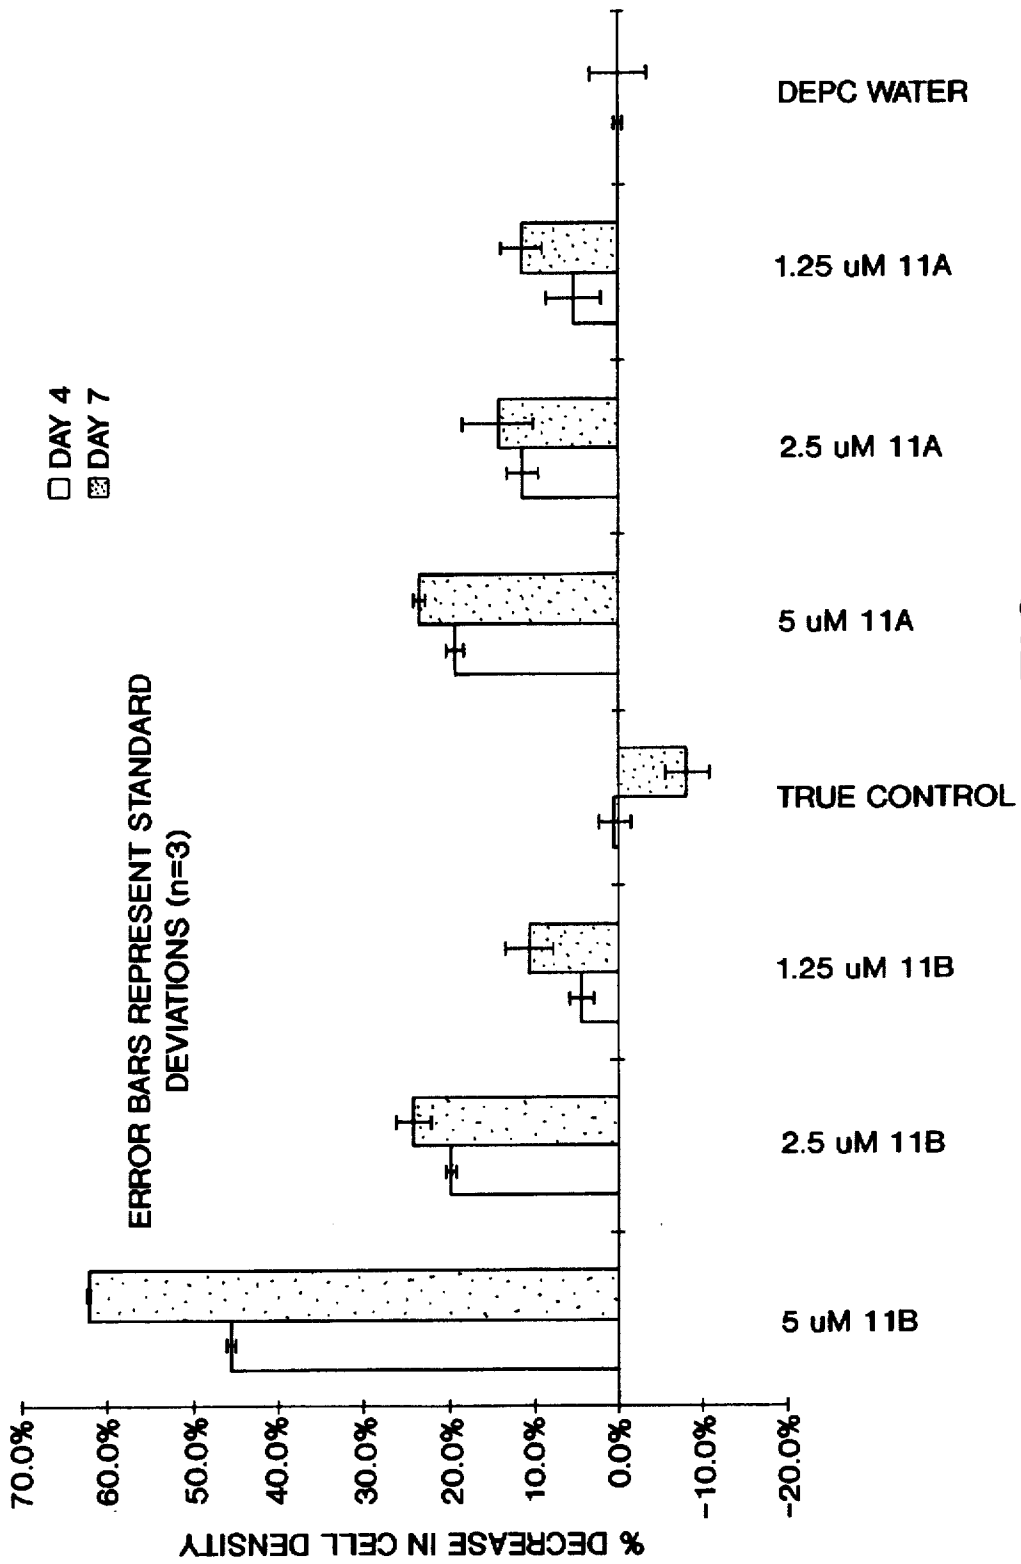 ERROR BARS REPRESENT STANDARD
DEVIATIONS (n=3)
DAY 4
DAY 7
% DECREASE IN CELL DENSITY
70.0%
60.0%
50.0%
40.0%
30.0%
20.0%
10.0%
0.0%
-10.0%
-20.0%
5 uM 11B
2.5 uM 11B
1.25 uM 11B
TRUE CONTROL
5 uM 11A
2.5 uM 11A
1.25 uM 11A
DEPC WATER